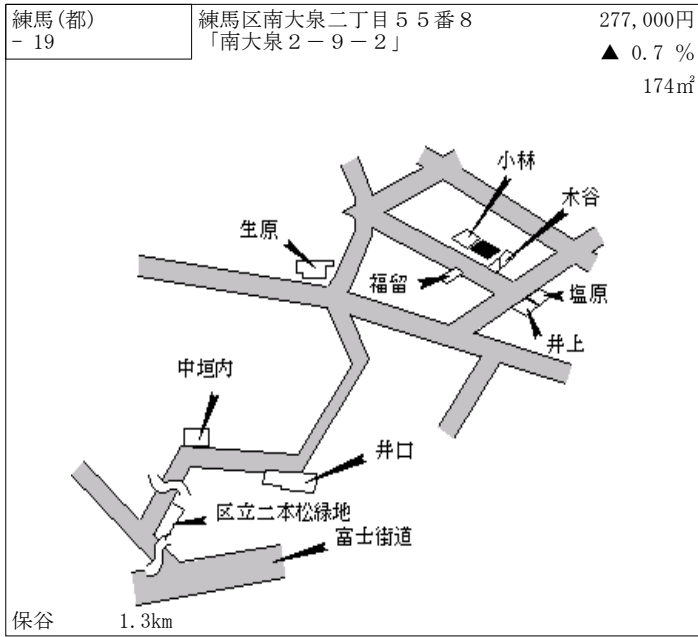 練馬(都)
- 19
練馬区南大泉二丁目５５番８
「南大泉２－９－２」
277,000円
▲ 0.7 %
174㎡
小林
木谷
生原
福留
塩原
井上
中垣内
井口
区立二本松緑地
富士街道
保谷 1.3km